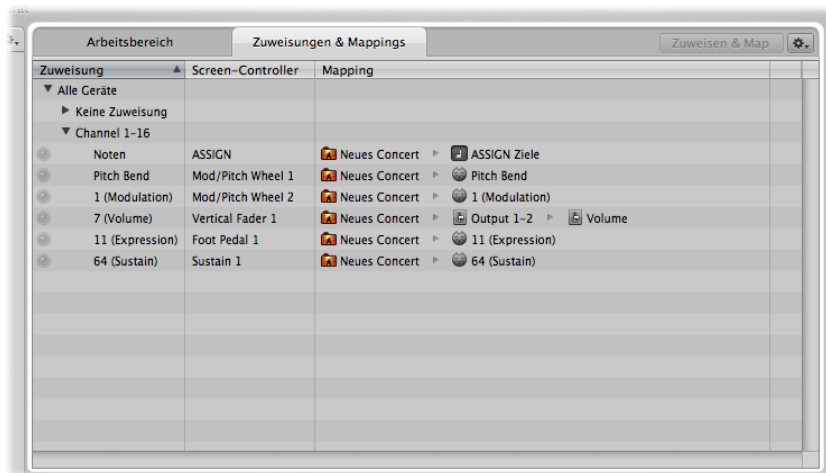 Arbeitsbereich Zuweisungen & Mappings Zuweisen & Map
Zuweisung Screen-Controller Mapping
Alle Geräte
Keine Zuweisung
Channel 1-16
Noten ASSIGN Neues Concert ASSIGN Ziele
Pitch Bend Mod/Pitch Wheel 1 Neues Concert Pitch Bend
1 (Modulation) Mod/Pitch Wheel 2 Neues Concert 1 (Modulation)
7 (Volume) Vertical Fader 1 Neues Concert Output 1-2 Volume
11 (Expression) Foot Pedal 1 Neues Concert 11 (Expression)
64 (Sustain) Sustain 1 Neues Concert 64 (Sustain)